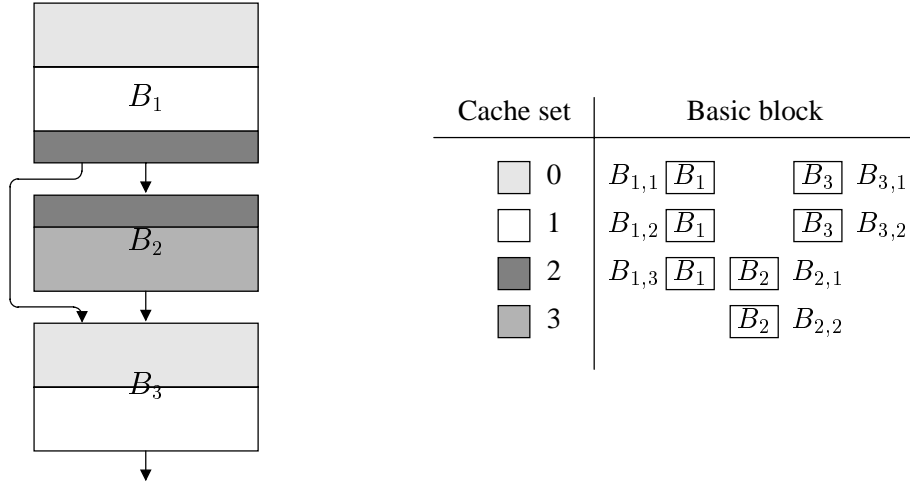 B₁
B₂
B₃
Cache set Basic block
0 B₁,₁ B₁ B₃ B₃,₁
1 B₁,₂ B₁ B₃ B₃,₂
2 B₁,₃ B₁ B₂ B₂,₁
3 B₂ B₂,₂